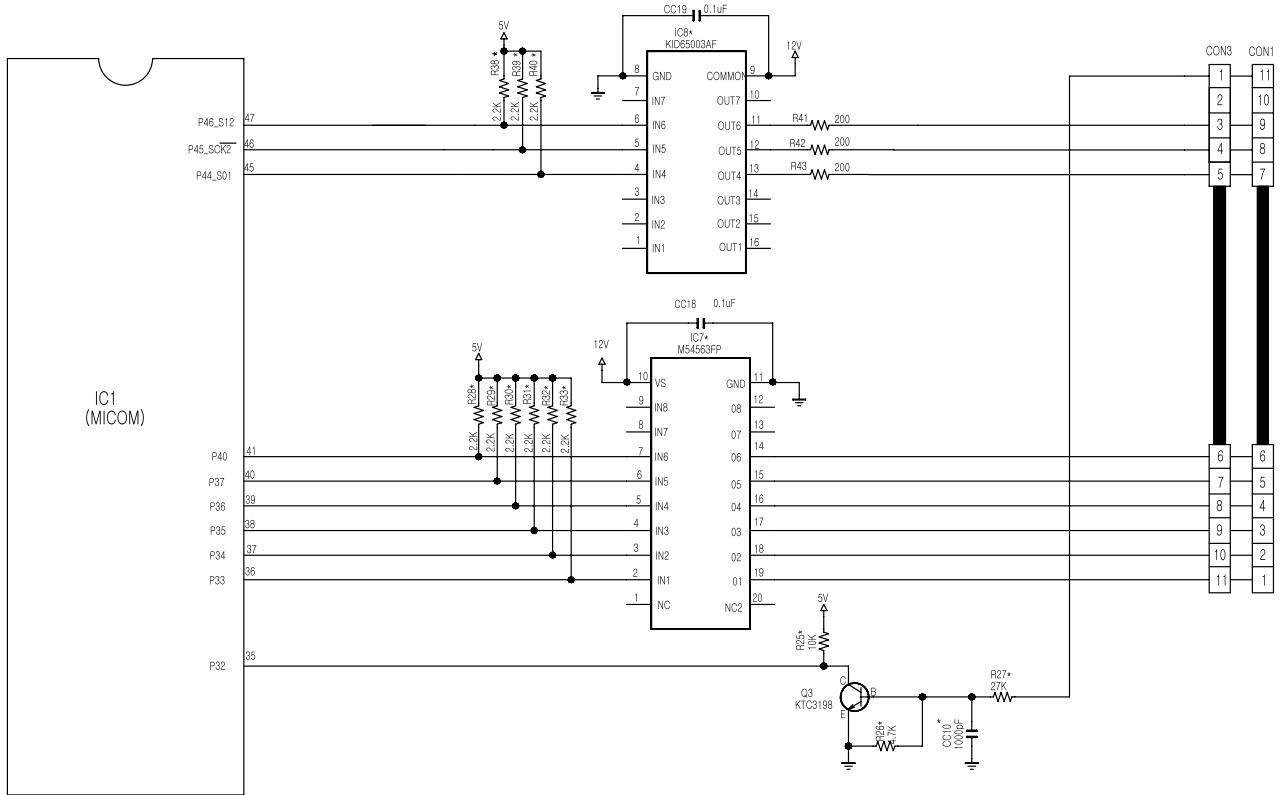 CC19 0.1uF
5V
IC8*
KID65003AF
12V
CON3 CON1
R38* R39* R40*
2.2K 2.2K 2.2K
8 GND COMMON 9
7 IN7 OUT7 10
P46_S12 47 6 IN6 OUT6 11 R41 200
P45_SCK2 46 5 IN5 OUT5 12 R42 200
P44_S01 45 4 IN4 OUT4 13 R43 200
3 IN3 OUT3 14
2 IN2 OUT2 15
1 IN1 OUT1 16
1 11
2 10
3 9
4 8
5 7
CC18 0.1uF
IC7*
M54563FP
12V
5V
R28* R29* R30* R31* R32* R33*
2.2K 2.2K 2.2K 2.2K 2.2K 2.2K
IC1
(MICOM)
10 VS GND 11
9 IN8 08 12
8 IN7 07 13
P40 41 7 IN6 06 14 6 6
P37 40 6 IN5 05 15 7 5
P36 39 5 IN4 04 16 8 4
P35 38 4 IN3 03 17 9 3
P34 37 3 IN2 02 18 10 2
P33 36 2 IN1 01 19 11 1
1 NC NC2 20
5V
R25*
10K
P32 35
C
B
E
Q3
KTC3198
R27*
27K
R26*
4.7K
CC10*
1000pF